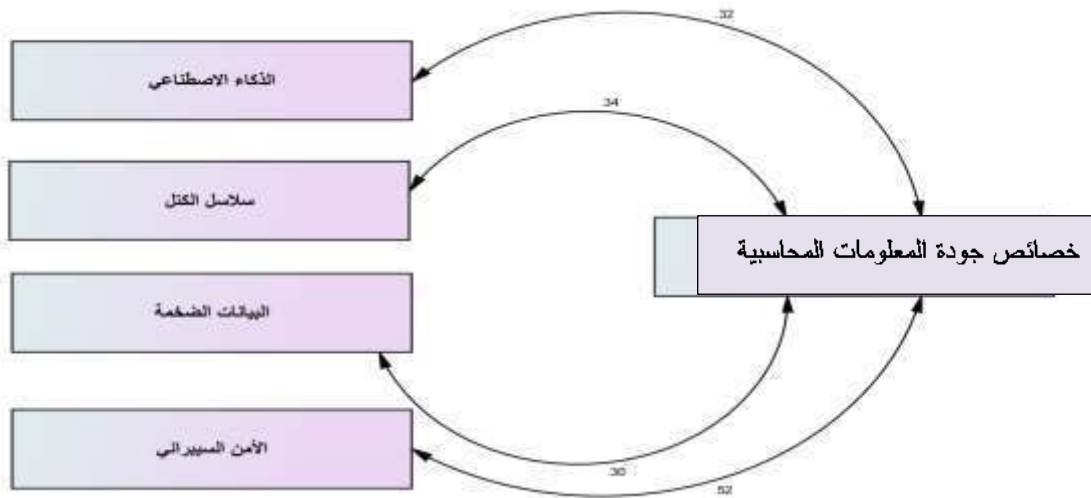 .32
الذكاء الاصطناعي
.34
سلاسل الكتل
خصائص جودة المعلومات المحاسبية
البيانات الضخمة
الأمن السيبراني
.30
.52